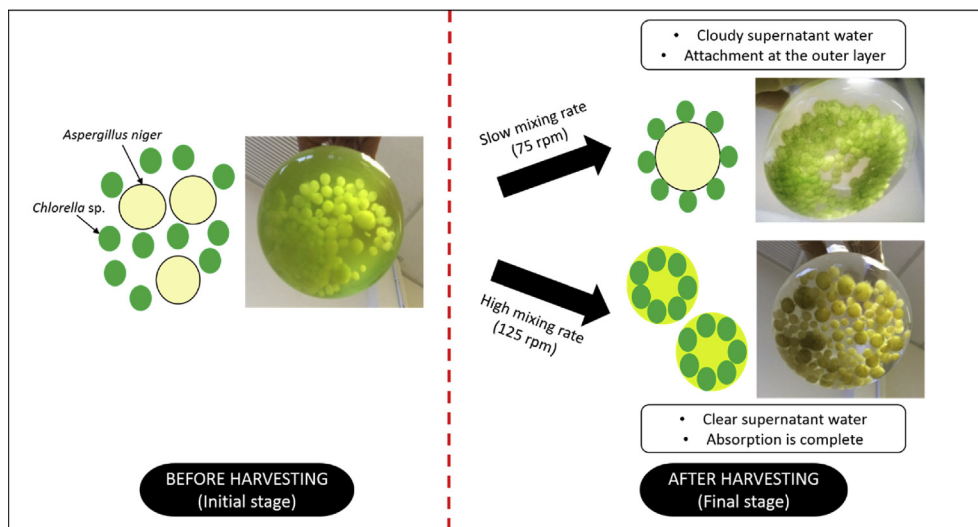 Aspergillus niger
Chlorella sp.
BEFORE HARVESTING
(Initial stage)
Slow mixing rate
(75 rpm)
High mixing rate
(125 rpm)
• Cloudy supernatant water
• Attachment at the outer layer
• Clear supernatant water
• Absorption is complete
AFTER HARVESTING
(Final stage)